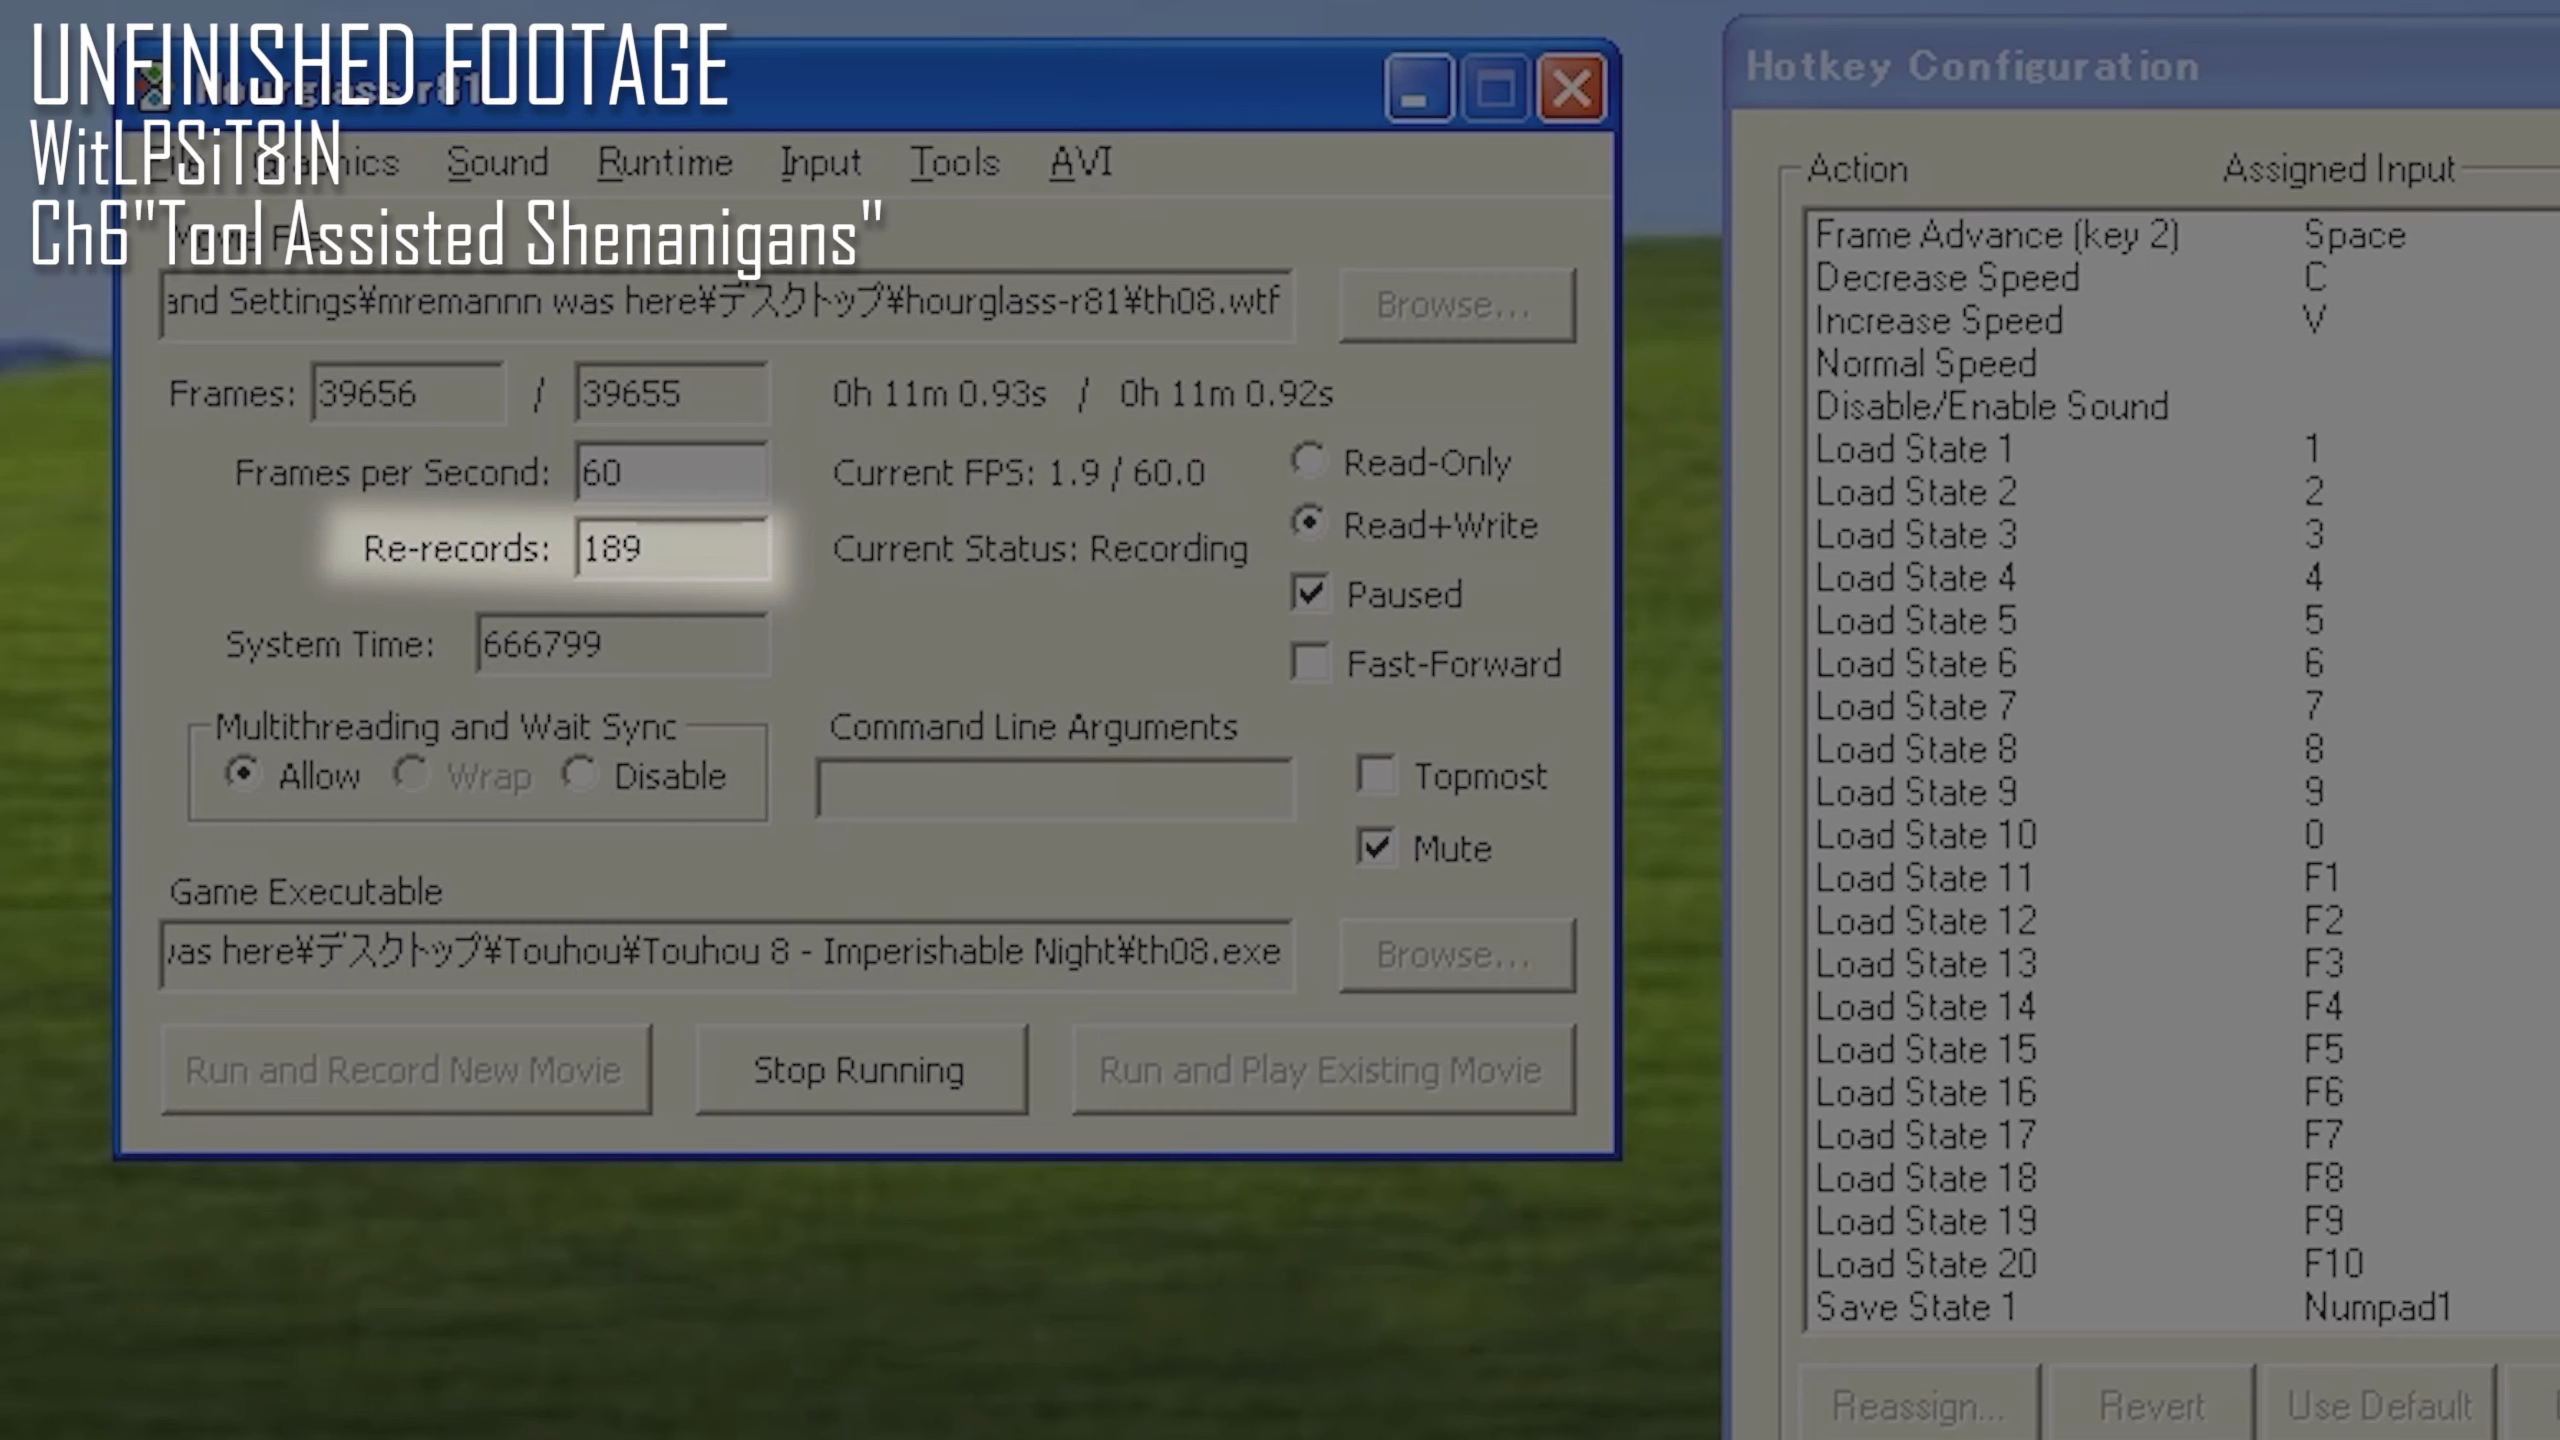 UNFINISHED FOOTAGE
WitLPSiT8IN
Ch6"Tool Assisted Shenanigans"
Hourglass r81
Graphics Sound Runtime Input Tools AVI
and Settings¥mremannn was here¥デスクトップ¥hourglass-r81¥th08.wtf
Browse...
Frames: 39656 / 39655 0h 11m 0.93s / 0h 11m 0.92s
Frames per Second: 60 Current FPS: 1.9 / 60.0
Read-Only
Re-records: 189 Current Status: Recording
Read+Write
Paused
System Time: 666799
Fast-Forward
Multithreading and Wait Sync
Allow Wrap Disable
Command Line Arguments
Topmost
Mute
Game Executable
was here¥デスクトップ¥Touhou¥Touhou 8 - Imperishable Night¥th08.exe
Browse...
Run and Record New Movie Stop Running Run and Play Existing Movie
Hotkey Configuration
Action Assigned Input
Frame Advance (key 2) Space
Decrease Speed C
Increase Speed V
Normal Speed
Disable/Enable Sound
Load State 1 1
Load State 2 2
Load State 3 3
Load State 4 4
Load State 5 5
Load State 6 6
Load State 7 7
Load State 8 8
Load State 9 9
Load State 10 0
Load State 11 F1
Load State 12 F2
Load State 13 F3
Load State 14 F4
Load State 15 F5
Load State 16 F6
Load State 17 F7
Load State 18 F8
Load State 19 F9
Load State 20 F10
Save State 1 Numpad1
Reassign... Revert Use Default